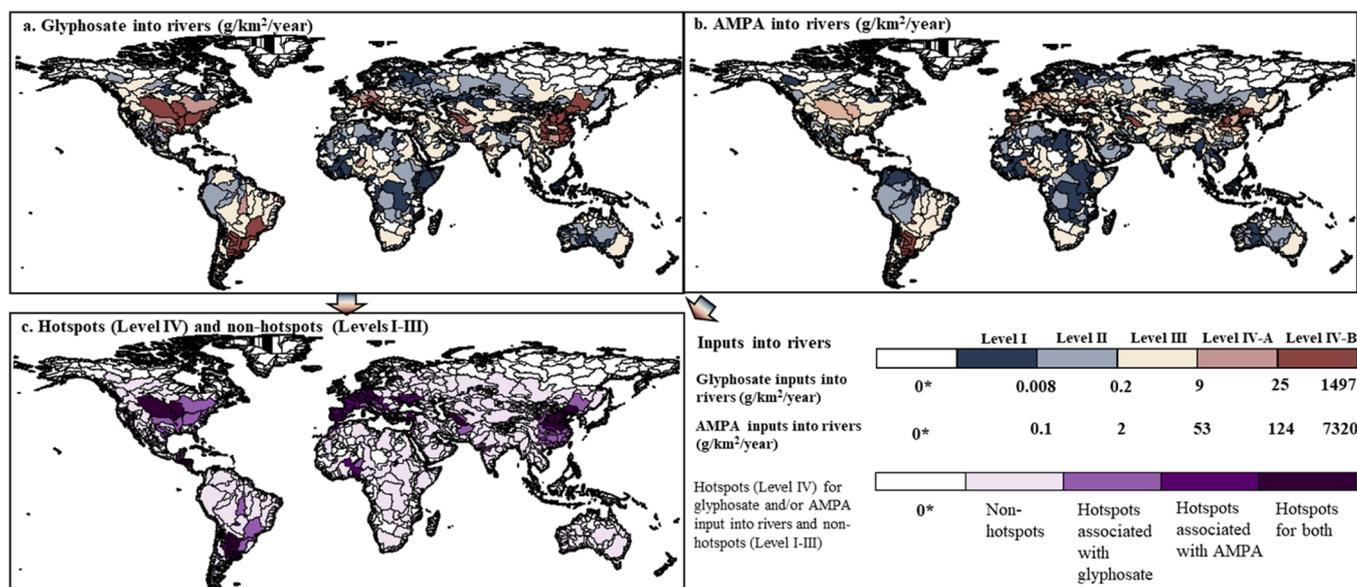 a. Glyphosate into rivers (g/km²/year)
b. AMPA into rivers (g/km²/year)
c. Hotspots (Level IV) and non-hotspots (Levels I-III)
Inputs into rivers
Level I Level II Level III Level IV-A Level IV-B
Glyphosate inputs into
rivers (g/km²/year)
0* 0.008 0.2 9 25 1497
AMPA inputs into rivers
(g/km²/year)
0* 0.1 2 53 124 7320
Hotspots (Level IV) for
glyphosate and/or AMPA
input into rivers and non-
hotspots (Level I-III)
0*
Non-
hotspots
Hotspots
associated
with
glyphosate
Hotspots
associated
with AMPA
Hotspots
for both